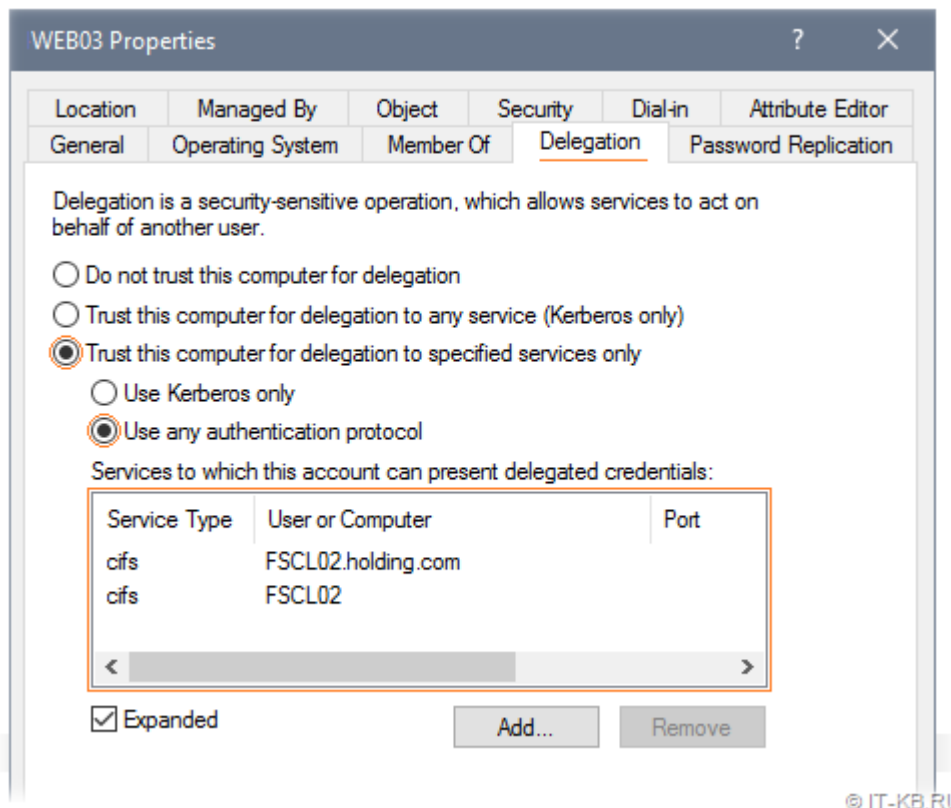 WEB03 Properties
?
Location Managed By Object Security Dial-in Attribute Editor
General Operating System Member Of Delegation Password Replication
Delegation is a security-sensitive operation, which allows services to act on
behalf of another user.
Do not trust this computer for delegation
Trust this computer for delegation to any service (Kerberos only)
Trust this computer for delegation to specified services only
Use Kerberos only
Use any authentication protocol
Services to which this account can present delegated credentials:
Service Type User or Computer Port
cifs FSCL02.holding.com
cifs FSCL02
Expanded Add... Remove
© IT-KB.RU